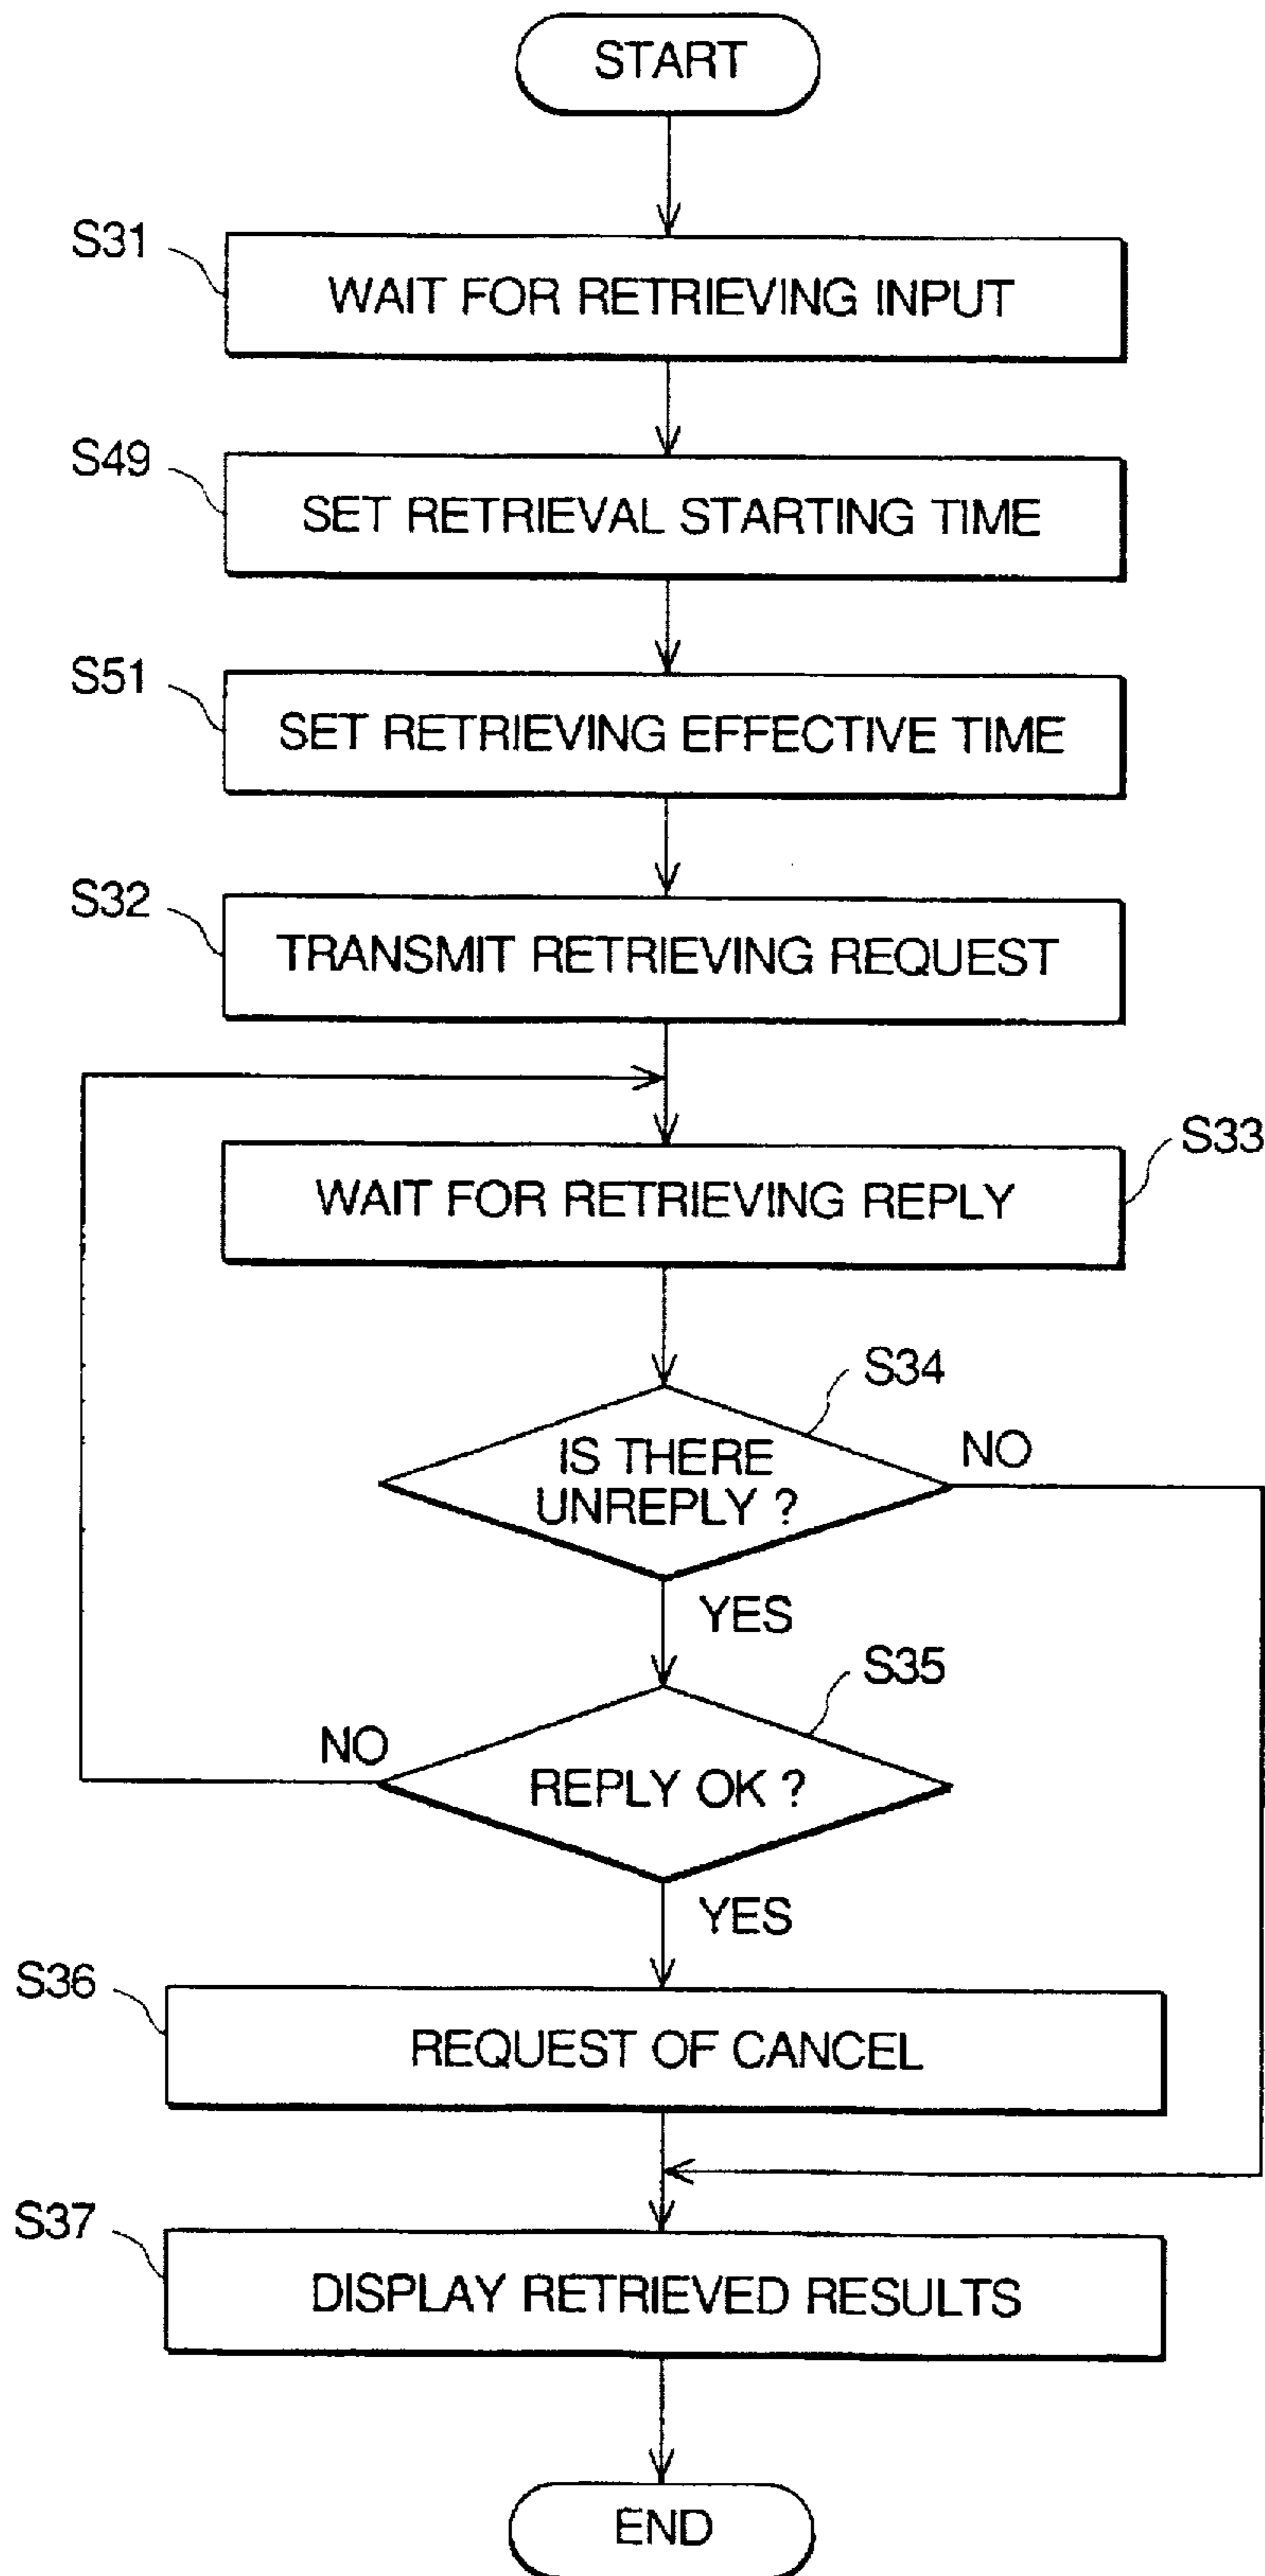 START
S31
WAIT FOR RETRIEVING INPUT
S49
SET RETRIEVAL STARTING TIME
S51
SET RETRIEVING EFFECTIVE TIME
S32
TRANSMIT RETRIEVING REQUEST
S33
WAIT FOR RETRIEVING REPLY
S34
IS THERE
UNREPLY ?
NO
YES
S35
REPLY OK ?
NO
YES
S36
REQUEST OF CANCEL
S37
DISPLAY RETRIEVED RESULTS
END